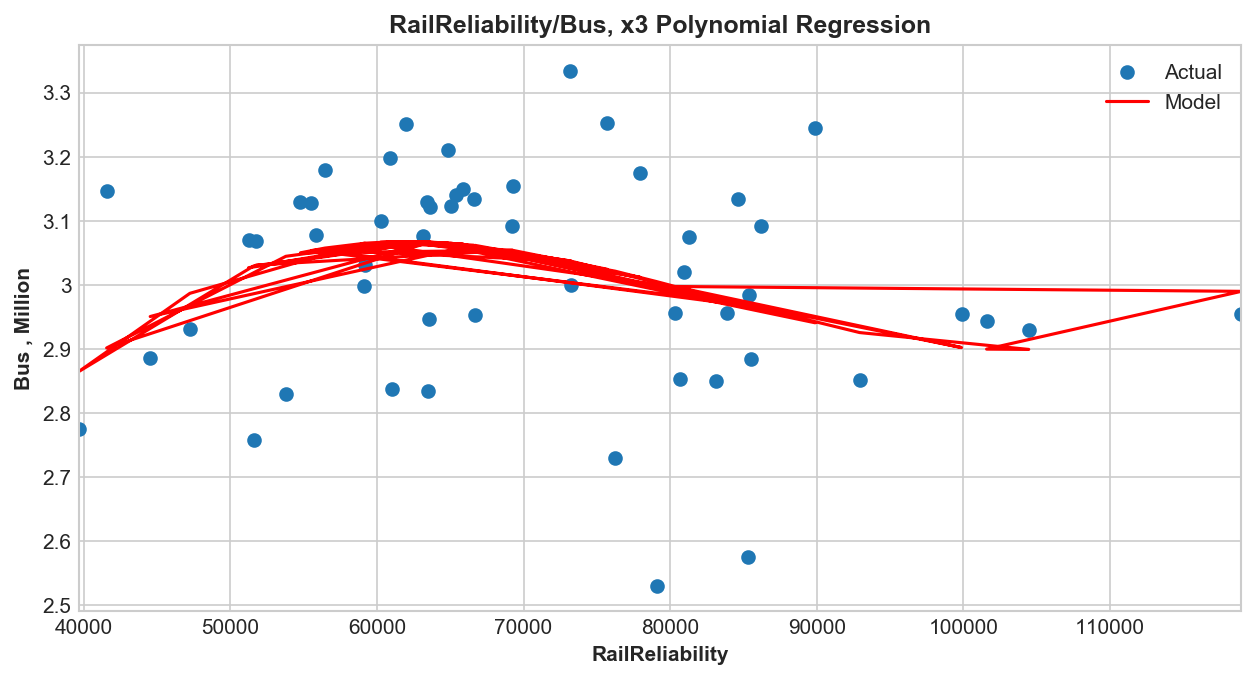 RailReliability/Bus, x3 Polynomial Regression
Actual
Model
Bus , Million
3.3
3.2
3.1
3
2.9
2.8
2.7
2.6
2.5
40000 50000 60000 70000 80000 90000 100000 110000
RailReliability